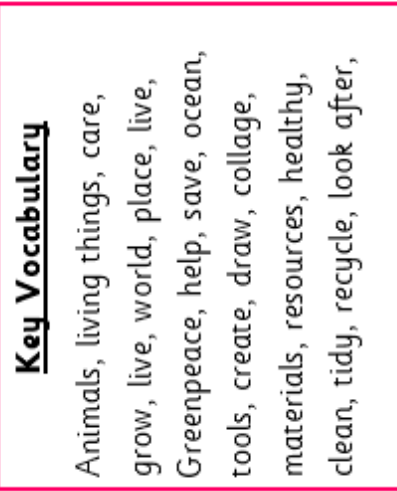 Key Vocabulary
Animals, living things, care,
grow, live, world, place, live,
Greenpeace, help, save, ocean,
tools, create, draw, collage,
materials, resources, healthy,
clean, tidy, recycle, look after,